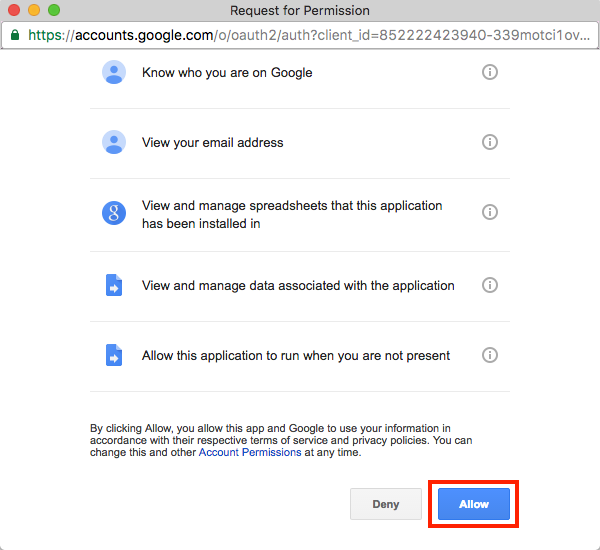 Request for Permission
https://accounts.google.com/o/oauth2/auth?client_id=852222423940-339motci1ov...
Know who you are on Google
View your email address
g
View and manage spreadsheets that this application
has been installed in
View and manage data associated with the application
Allow this application to run when you are not present
By clicking Allow, you allow this app and Google to use your information in
accordance with their respective terms of service and privacy policies. You can
change this and other Account Permissions at any time.
Deny
Allow